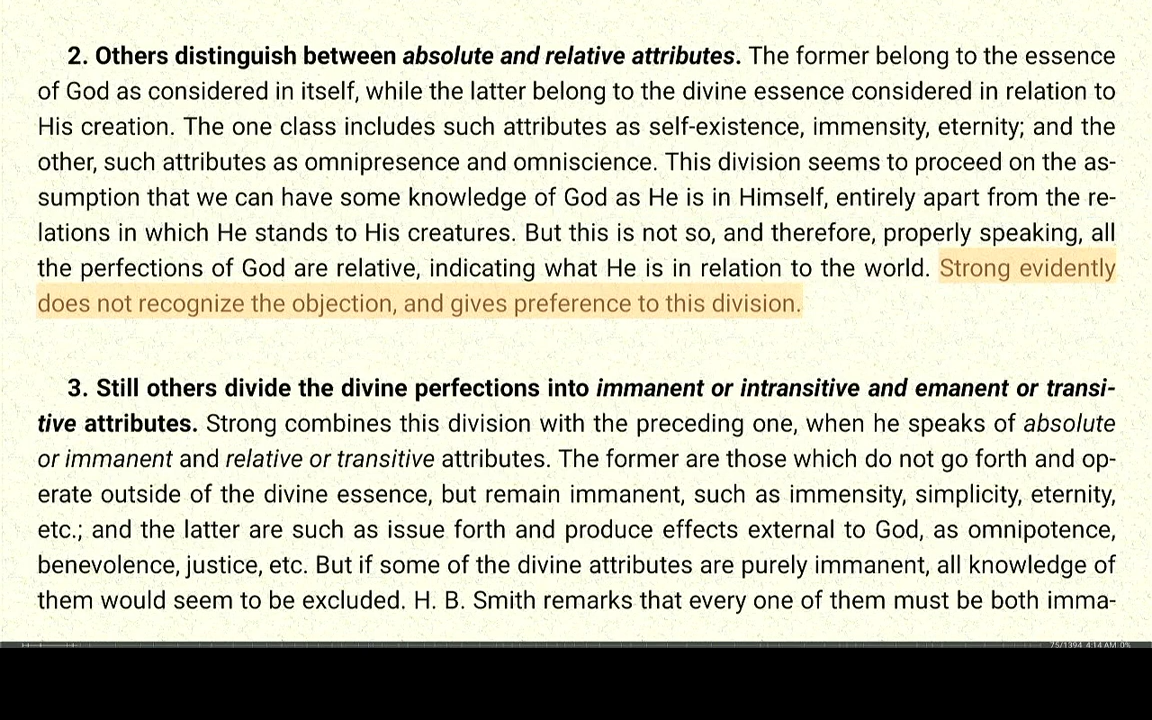 2. Others distinguish between absolute and relative attributes. The former belong to the essence
of God as considered in itself, while the latter belong to the divine essence considered in relation to
His creation. The one class includes such attributes as self-existence, immensity, eternity; and the
other, such attributes as omnipresence and omniscience. This division seems to proceed on the as-
sumption that we can have some knowledge of God as He is in Himself, entirely apart from the re-
lations in which He stands to His creatures. But this is not so, and therefore, properly speaking, all
the perfections of God are relative, indicating what He is in relation to the world. Strong evidently
does not recognize the objection, and gives preference to this division.
3. Still others divide the divine perfections into immanent or intransitive and emanent or transi-
tive attributes. Strong combines this division with the preceding one, when he speaks of absolute
or immanent and relative or transitive attributes. The former are those which do not go forth and op-
erate outside of the divine essence, but remain immanent, such as immensity, simplicity, eternity,
etc.; and the latter are such as issue forth and produce effects external to God, as omnipotence,
benevolence, justice, etc. But if some of the divine attributes are purely immanent, all knowledge of
them would seem to be excluded. H. B. Smith remarks that every one of them must be both imma-
75/1394 4:14 AM 0%